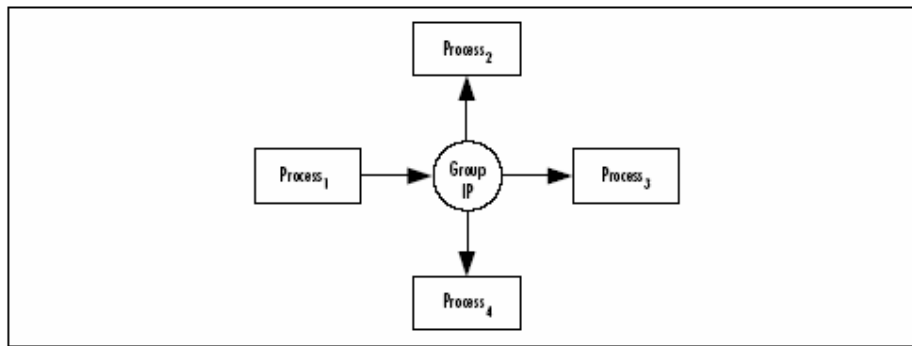 Process₂
Process₁
Group
IP
Process₃
Process₄